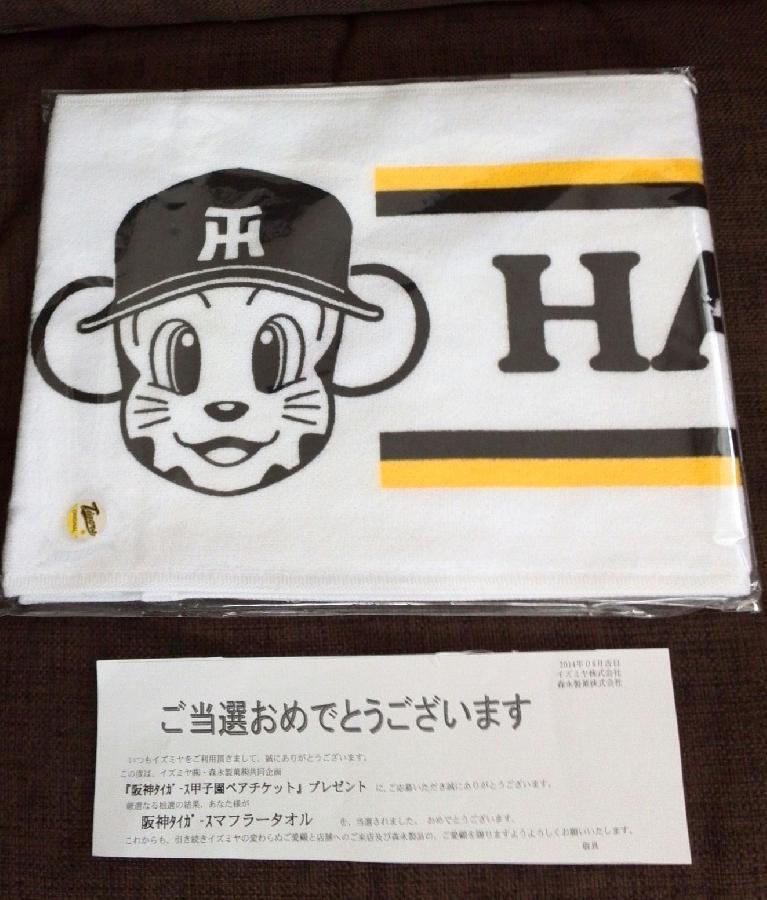 TH
HA
Tigers
ORIGINAL
2014年04月吉日
イズミヤ株式会社
森永製菓株式会社
ご当選おめでとうございます
いつもイズミヤをご利用頂きまして、誠にありがとうございます。
この度は、イズミヤ㈱・森永製菓㈱共同企画
『阪神ﾀｲｶﾞｰｽ甲子園ペアチケット』プレゼント に、ご応募いただき誠にありがとうございます。
厳選なる抽選の結果、あなた様が
阪神ﾀｲｶﾞｰｽマフラータオル を、当選されました。 おめでとうございます。
これからも、引き続きイズミヤの変わらぬご愛顧と店舗へのご来店及び森永製品の、ご愛顧を賜りますようよろしくお願いいたします。
敬具